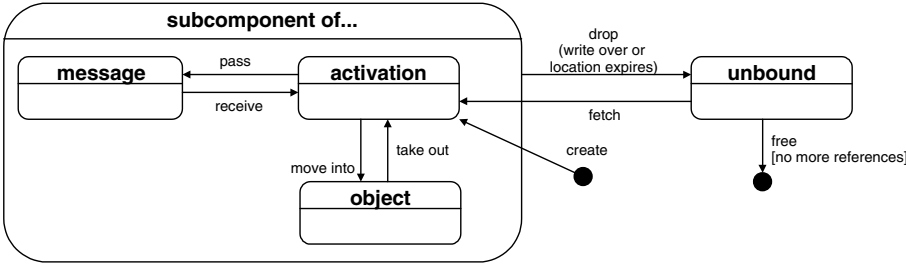 subcomponent of...
drop
(write over or
location expires)
message
pass
activation
unbound
receive
fetch
move into
take out
create
free
[no more references]
object